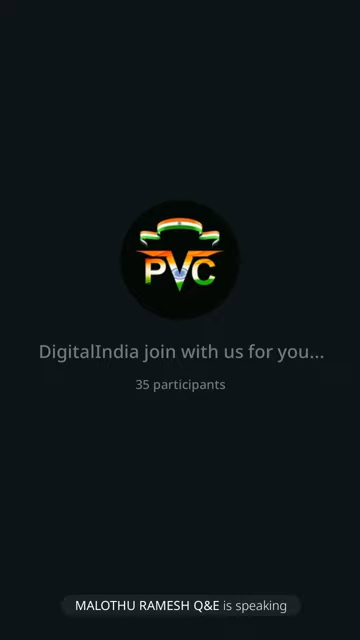 PVC
DigitalIndia join with us for you...
35 participants
MALOTHU RAMESH Q&E is speaking